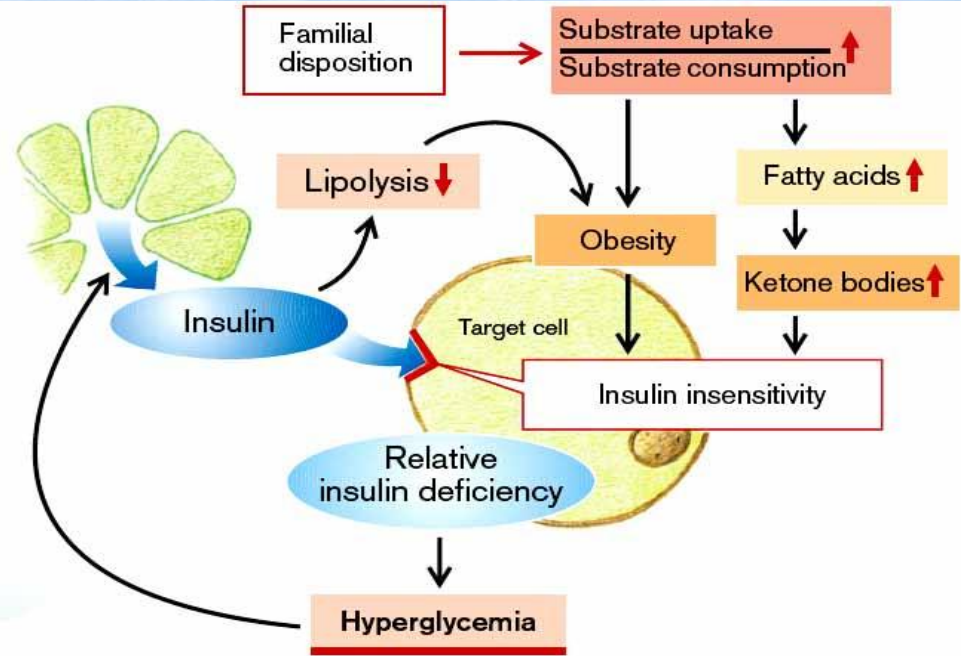 Familial
disposition
Substrate uptake
Substrate consumption
Lipolysis
Fatty acids
Obesity
Ketone bodies
Insulin
Target cell
Insulin insensitivity
Relative
insulin deficiency
Hyperglycemia